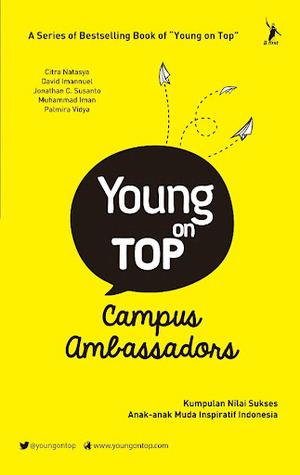 A Series of Bestselling Book of "Young on Top"
Citra Natasya
David Imannuel
Jonathan C. Susanto
Muhammad Iman
Palmira Vidya
Young
on
TOP
Campus
Ambassadors
Kumpulan Nilai Sukses
Anak-anak Muda Inspiratif Indonesia
@youngontop
www.youngontop.com